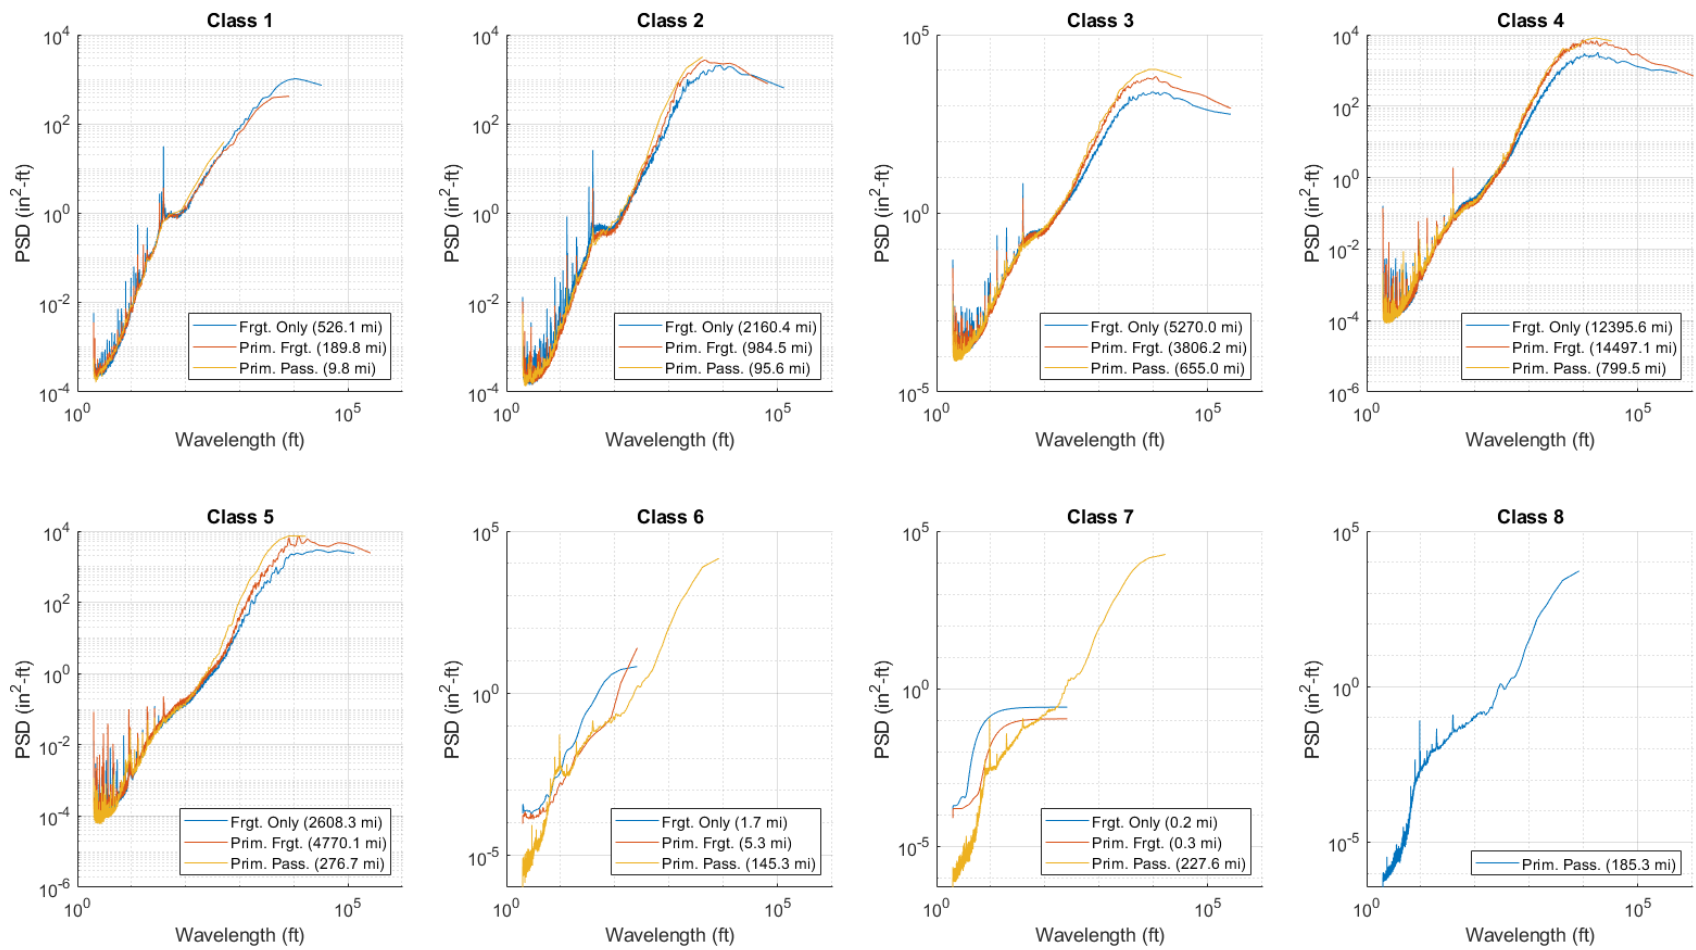 Class 1
10^4
10^2
10^0
10^-2
10^-4
PSD (in^2-ft)
Frgt. Only (526.1 mi)
Prim. Frgt. (189.8 mi)
Prim. Pass. (9.8 mi)
10^0
10^5
Wavelength (ft)
Class 2
10^4
10^2
10^0
10^-2
10^-4
PSD (in^2-ft)
Frgt. Only (2160.4 mi)
Prim. Frgt. (984.5 mi)
Prim. Pass. (95.6 mi)
10^0
10^5
Wavelength (ft)
Class 3
10^5
10^0
10^-5
PSD (in^2-ft)
Frgt. Only (5270.0 mi)
Prim. Frgt. (3806.2 mi)
Prim. Pass. (655.0 mi)
10^0
10^5
Wavelength (ft)
Class 4
10^4
10^2
10^0
10^-2
10^-4
10^-6
PSD (in^2-ft)
Frgt. Only (12395.6 mi)
Prim. Frgt. (14497.1 mi)
Prim. Pass. (799.5 mi)
10^0
10^5
Wavelength (ft)
Class 5
10^4
10^2
10^0
10^-2
10^-4
10^-6
PSD (in^2-ft)
Frgt. Only (2608.3 mi)
Prim. Frgt. (4770.1 mi)
Prim. Pass. (276.7 mi)
10^0
10^5
Wavelength (ft)
Class 6
10^5
10^0
10^-5
PSD (in^2-ft)
Frgt. Only (1.7 mi)
Prim. Frgt. (5.3 mi)
Prim. Pass. (145.3 mi)
10^0
10^5
Wavelength (ft)
Class 7
10^5
10^0
10^-5
PSD (in^2-ft)
Frgt. Only (0.2 mi)
Prim. Frgt. (0.3 mi)
Prim. Pass. (227.6 mi)
10^0
10^5
Wavelength (ft)
Class 8
10^5
10^0
10^-5
PSD (in^2-ft)
Prim. Pass. (185.3 mi)
10^0
10^5
Wavelength (ft)